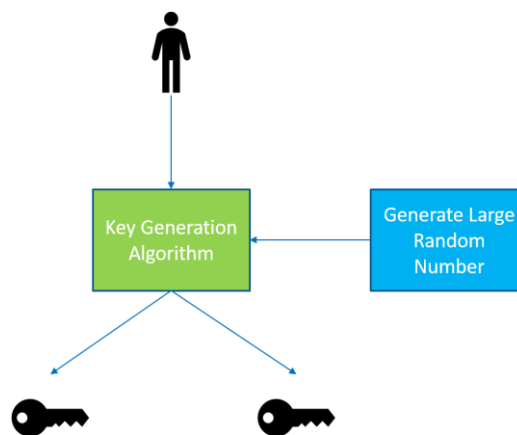 Key Generation
Algorithm
Generate Large
Random
Number